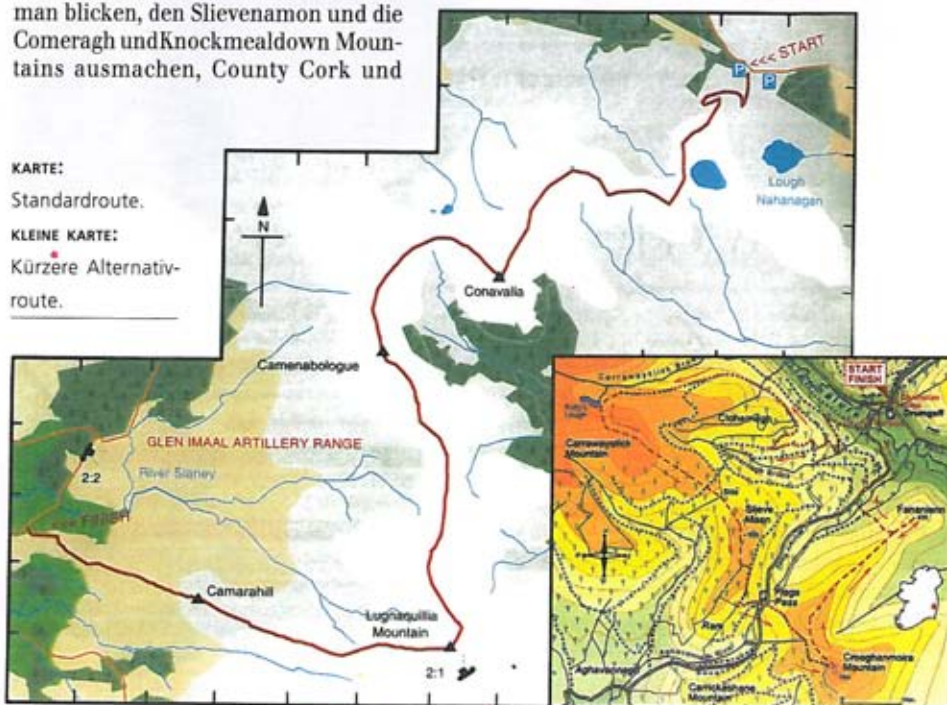 man blicken, den Slievenamon und die
Comeragh undKnockmealdown Moun-
tains ausmachen, County Cork und
KARTE:
Standardroute.
KLEINE KARTE:
Kürzere Alternativ-
route.
<<< START
P
P
Lough
Nahanagan
N
Conavalla
Camenabologue
GLEN IMAAL ARTILLERY RANGE
River Slaney
2:2
FINISH
Camarahill
Lugnaquillia
Mountain
2:1
START
FINISH
Carrawaystick
Mountain
Slieve
Maan
Croaghanmoira
Mountain
Carrickashane
Mountain